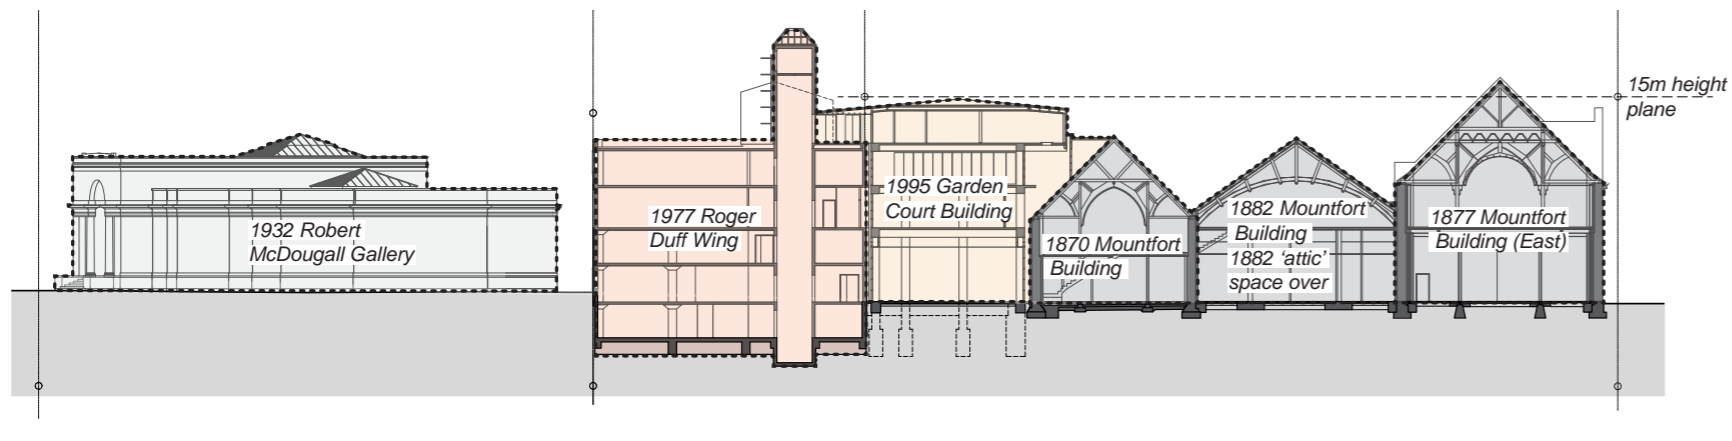 15m height
plane
1932 Robert
McDougall Gallery
1977 Roger
Duff Wing
1995 Garden
Court Building
1870 Mountfort
Building
1882 Mountfort
Building
1882 ‘attic’
space over
1877 Mountfort
Building (East)